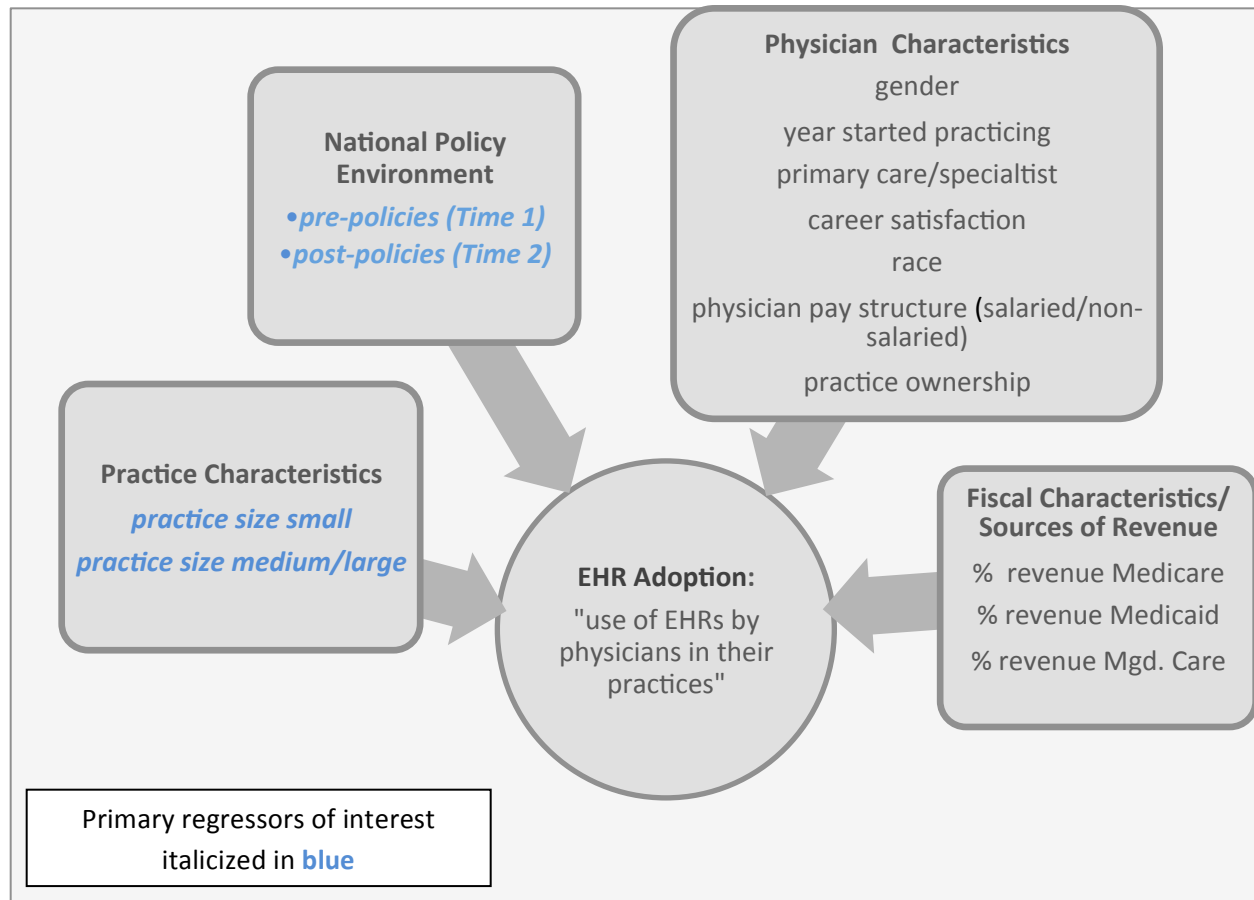 National Policy
Environment
•pre-policies (Time 1)
•post-policies (Time 2)
Physician Characteristics
gender
year started practicing
primary care/specialtist
career satisfaction
race
physician pay structure (salaried/non-
salaried)
practice ownership
Practice Characteristics
practice size small
practice size medium/large
EHR Adoption:
"use of EHRs by
physicians in their
practices"
Fiscal Characteristics/
Sources of Revenue
% revenue Medicare
% revenue Medicaid
% revenue Mgd. Care
Primary regressors of interest
italicized in blue